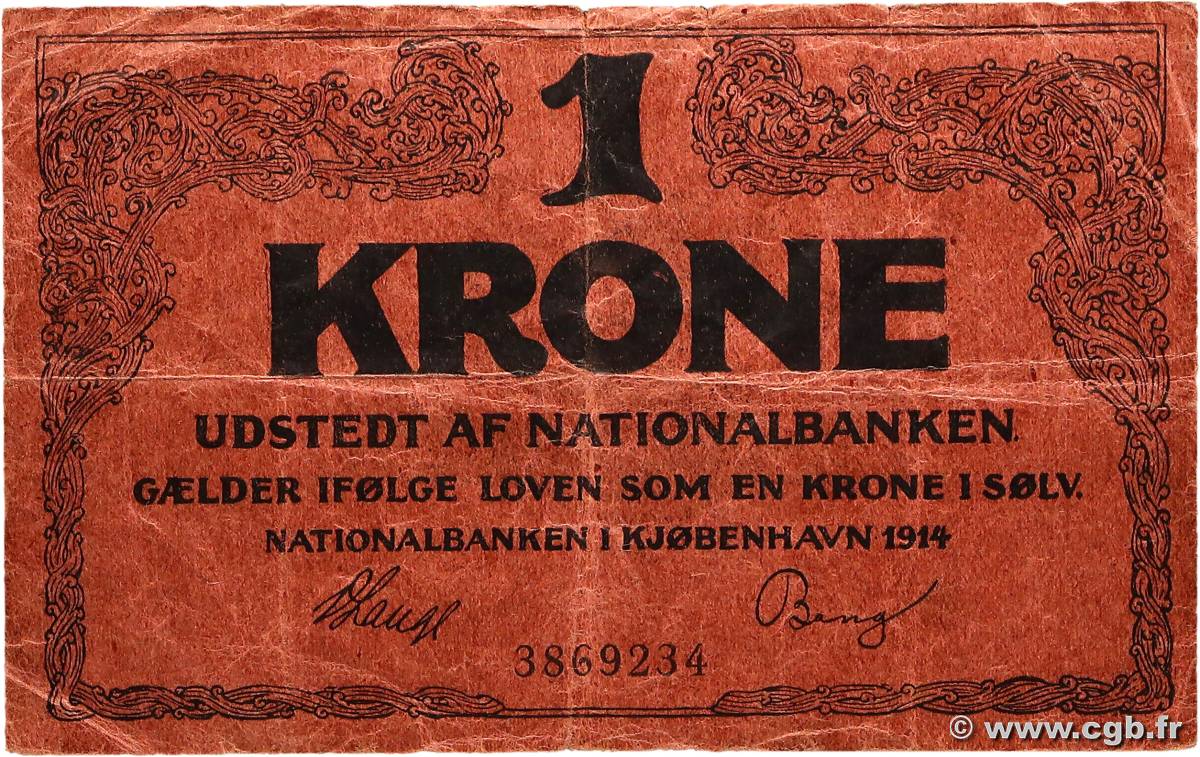 1
KRONE
UDSTEDT AF NATIONALBANKEN.
GÆLDER IFØLGE LOVEN SOM EN KRONE I SØLV.
NATIONALBANKEN I KJØBENHAVN 1914
Lange Bang
3869234
© www.cgb.fr